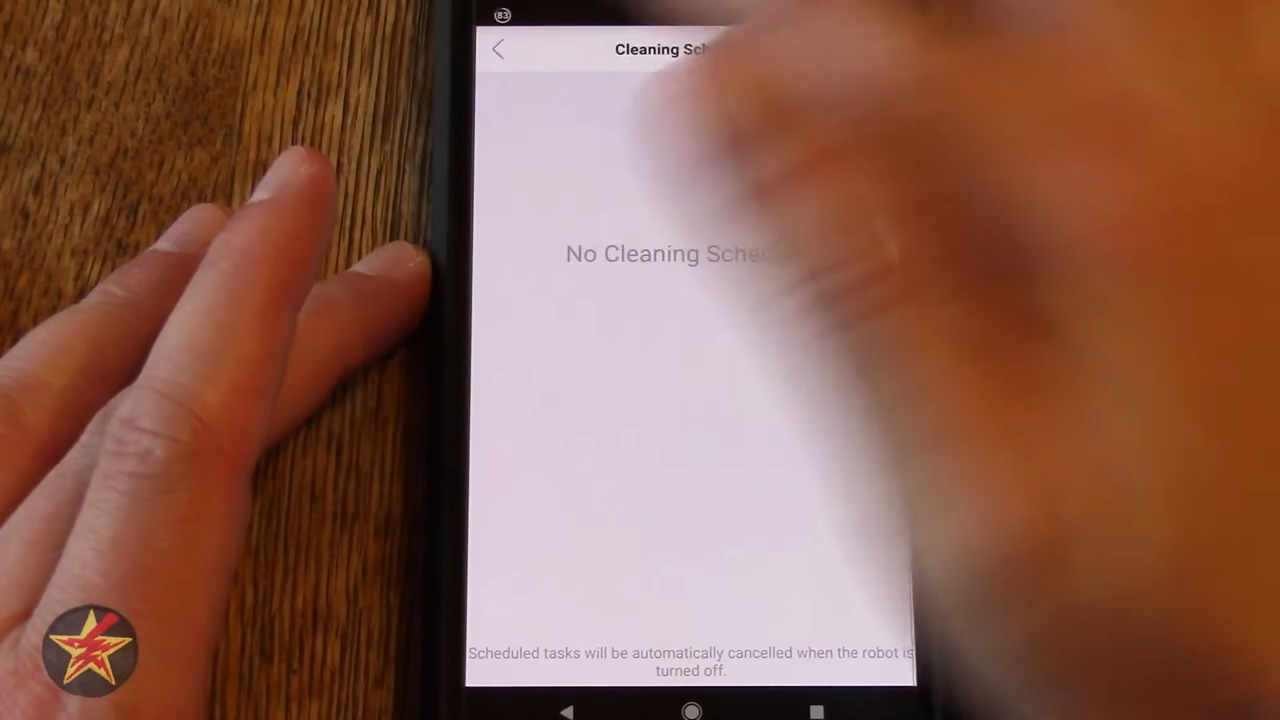 83
Cleaning Sch
No Cleaning Sche
Scheduled tasks will be automatically cancelled when the robot is
turned off.